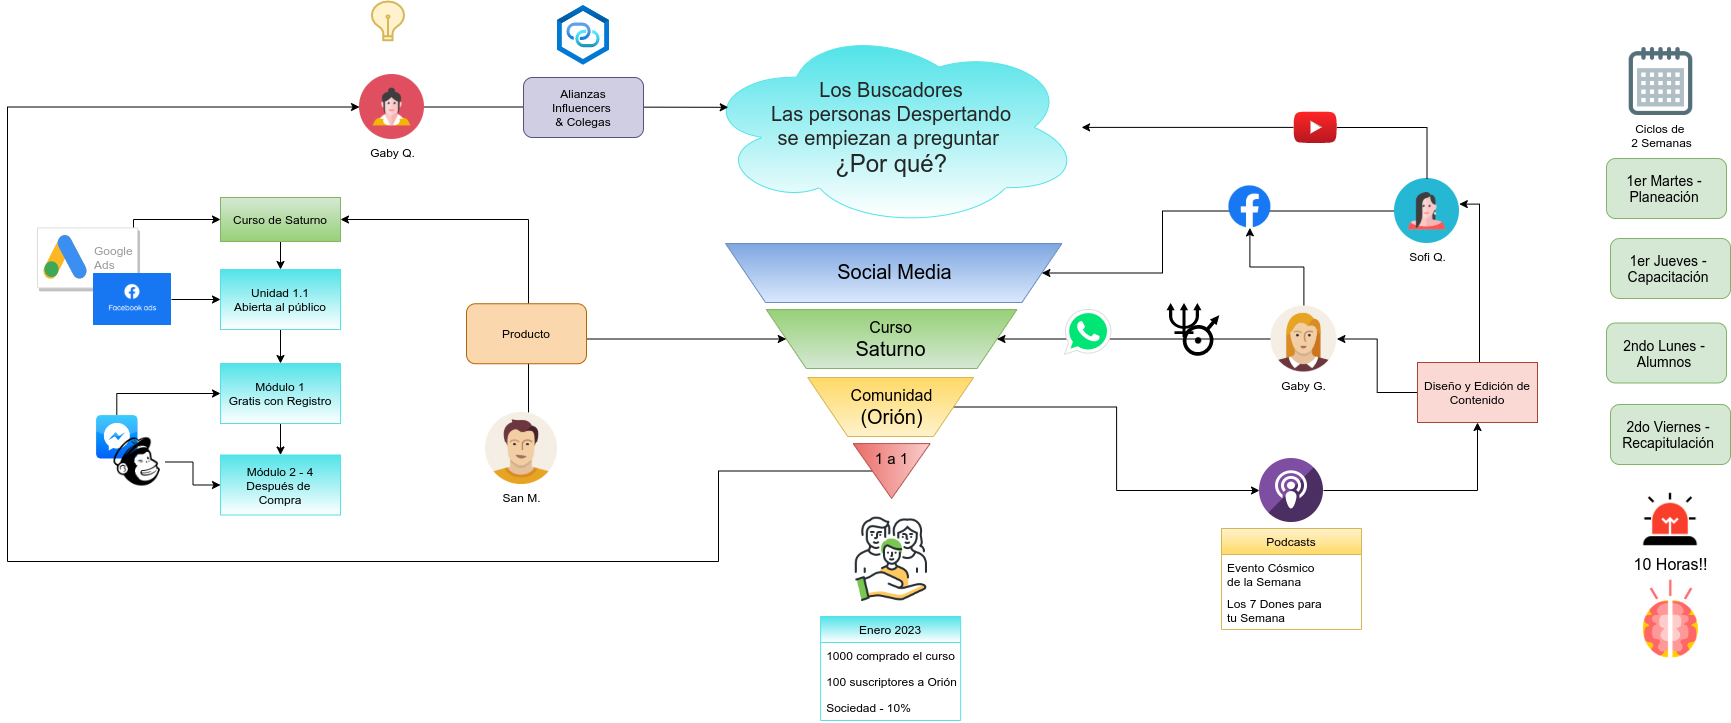 Gaby Q.
Alianzas
Influencers
& Colegas
Los Buscadores
Las personas Despertando
se empiezan a preguntar
¿Por qué?
Ciclos de
2 Semanas
1er Martes -
Planeación
1er Jueves -
Capacitación
2ndo Lunes -
Alumnos
2do Viernes -
Recapitulación
10 Horas!!
Google
Ads
Facebook ads
Curso de Saturno
Unidad 1.1
Abierta al público
Módulo 1
Gratis con Registro
Módulo 2 - 4
Después de
Compra
Producto
San M.
Social Media
Curso
Saturno
Comunidad
(Orión)
1 a 1
Sofi Q.
Gaby G.
Diseño y Edición de
Contenido
Podcasts
Evento Cósmico
de la Semana
Los 7 Dones para
tu Semana
Enero 2023
1000 comprado el curso
100 suscriptores a Orión
Sociedad - 10%